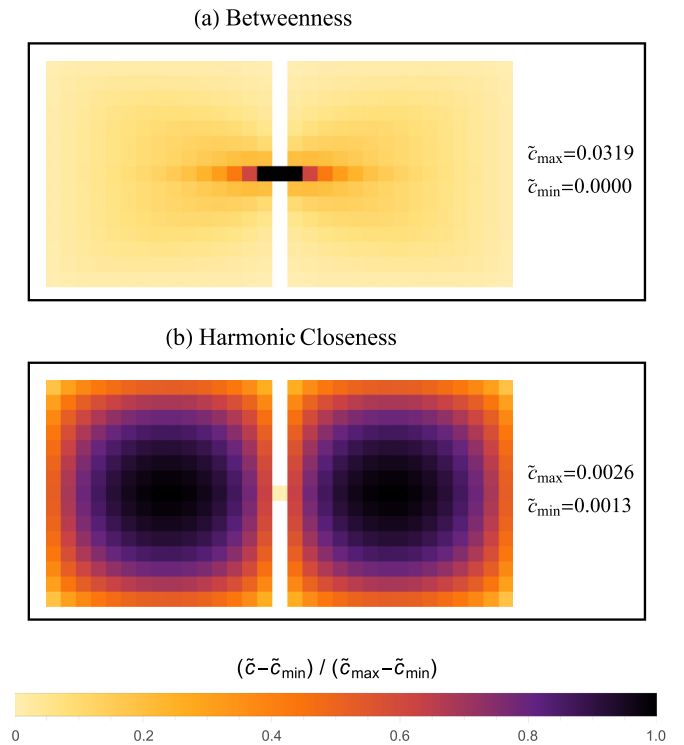 (a) Betweenness
c̃max=0.0319
c̃min=0.0000
(b) Harmonic Closeness
c̃max=0.0026
c̃min=0.0013
(c̃−c̃min) / (c̃max−c̃min)
0 0.2 0.4 0.6 0.8 1.0